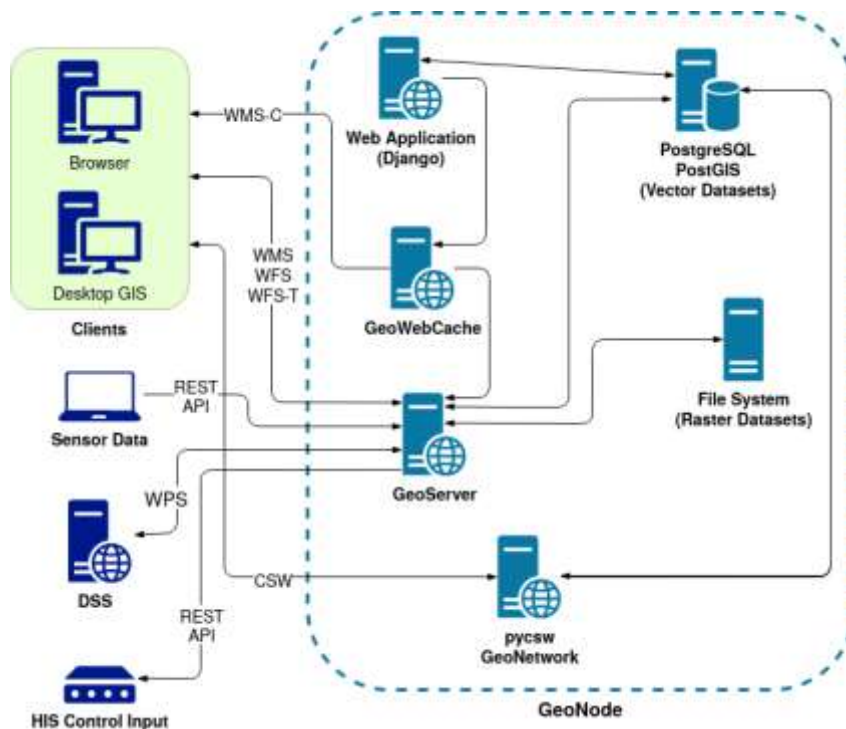 Browser
Desktop GIS
Clients
WMS-C
WMS
WFS
WFS-T
Web Application
(Django)
PostgreSQL
PostGIS
(Vector Datasets)
GeoWebCache
File System
(Raster Datasets)
Sensor Data
REST
API
GeoServer
WPS
DSS
CSW
REST
API
pycsw
GeoNetwork
HIS Control Input
GeoNode